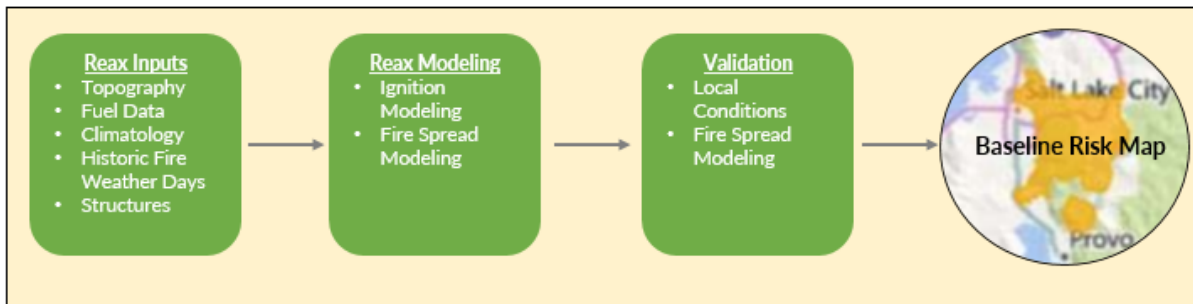 Reax Inputs
• Topography
• Fuel Data
• Climatology
• Historic Fire
Weather Days
• Structures
Reax Modeling
• Ignition
Modeling
• Fire Spread
Modeling
Validation
• Local
Conditions
• Fire Spread
Modeling
Salt Lake City
Baseline Risk Map
Provo